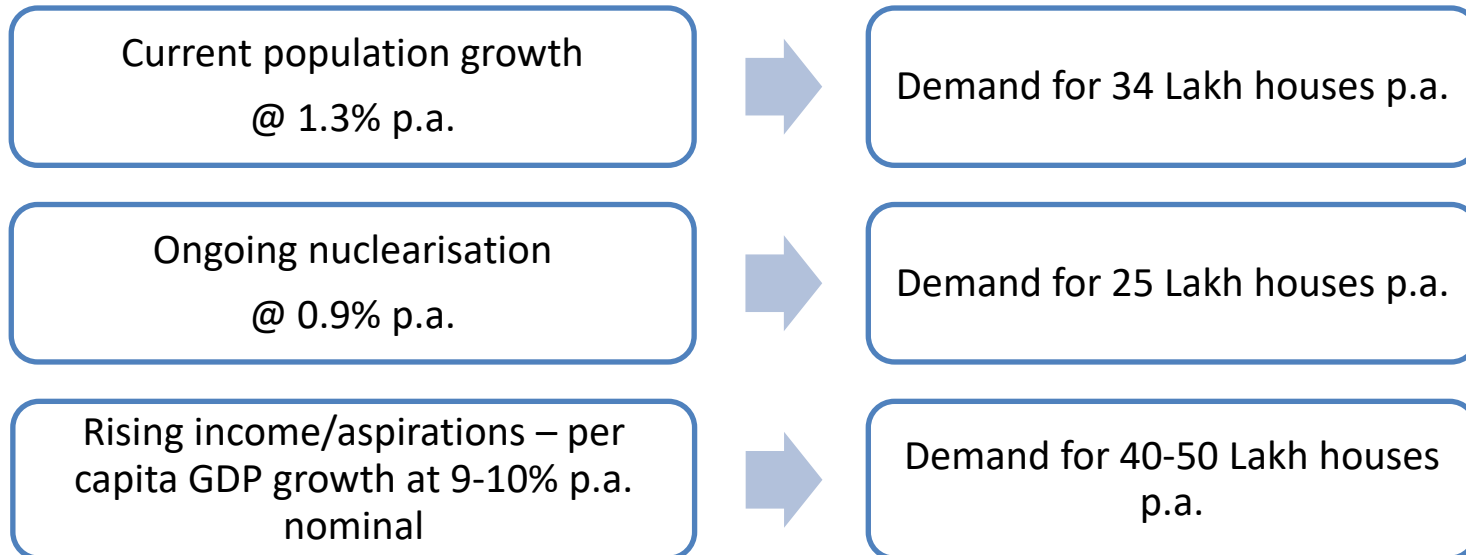 Current population growth
@ 1.3% p.a.
Demand for 34 Lakh houses p.a.
Ongoing nuclearisation
@ 0.9% p.a.
Demand for 25 Lakh houses p.a.
Rising income/aspirations – per
capita GDP growth at 9-10% p.a.
nominal
Demand for 40-50 Lakh houses
p.a.